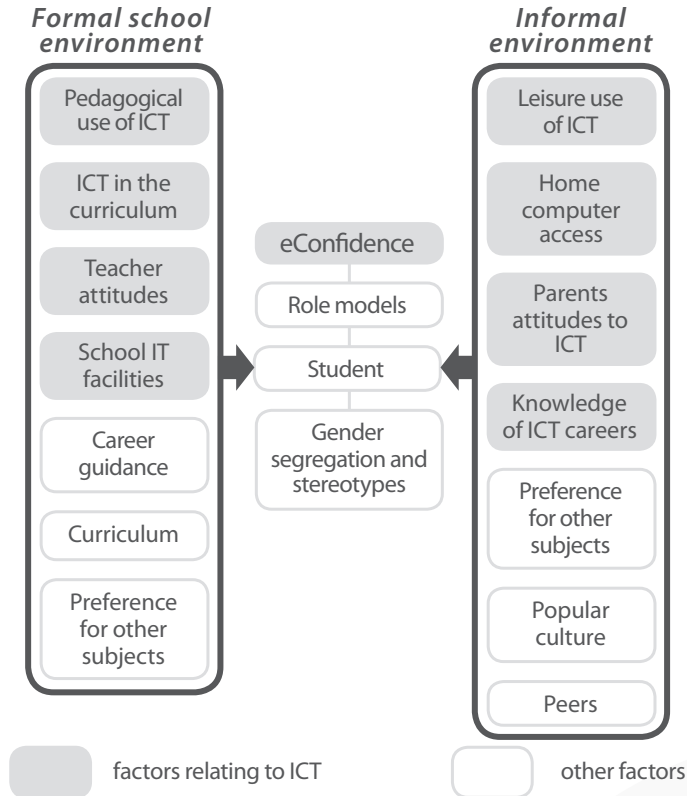 Formal school
environment
Pedagogical
use of ICT
ICT in the
curriculum
Teacher
attitudes
School IT
facilities
Career
guidance
Curriculum
Preference
for other
subjects
eConfidence
Role models
Student
Gender
segregation and
stereotypes
Informal
environment
Leisure use
of ICT
Home
computer
access
Parents
attitudes to
ICT
Knowledge
of ICT careers
Preference
for other
subjects
Popular
culture
Peers
factors relating to ICT
other factors